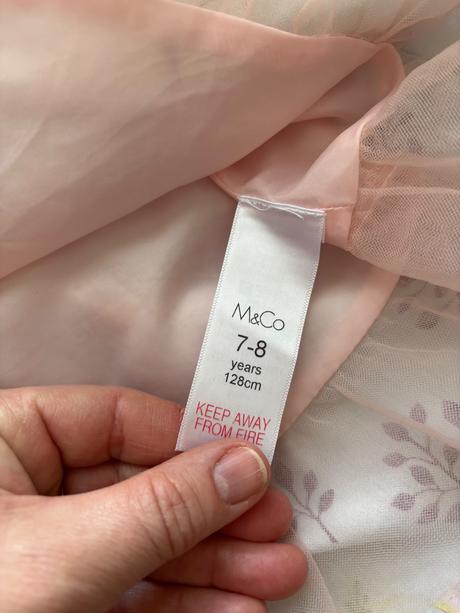 M&Co
7-8
years
128cm
KEEP AWAY
FROM FIRE